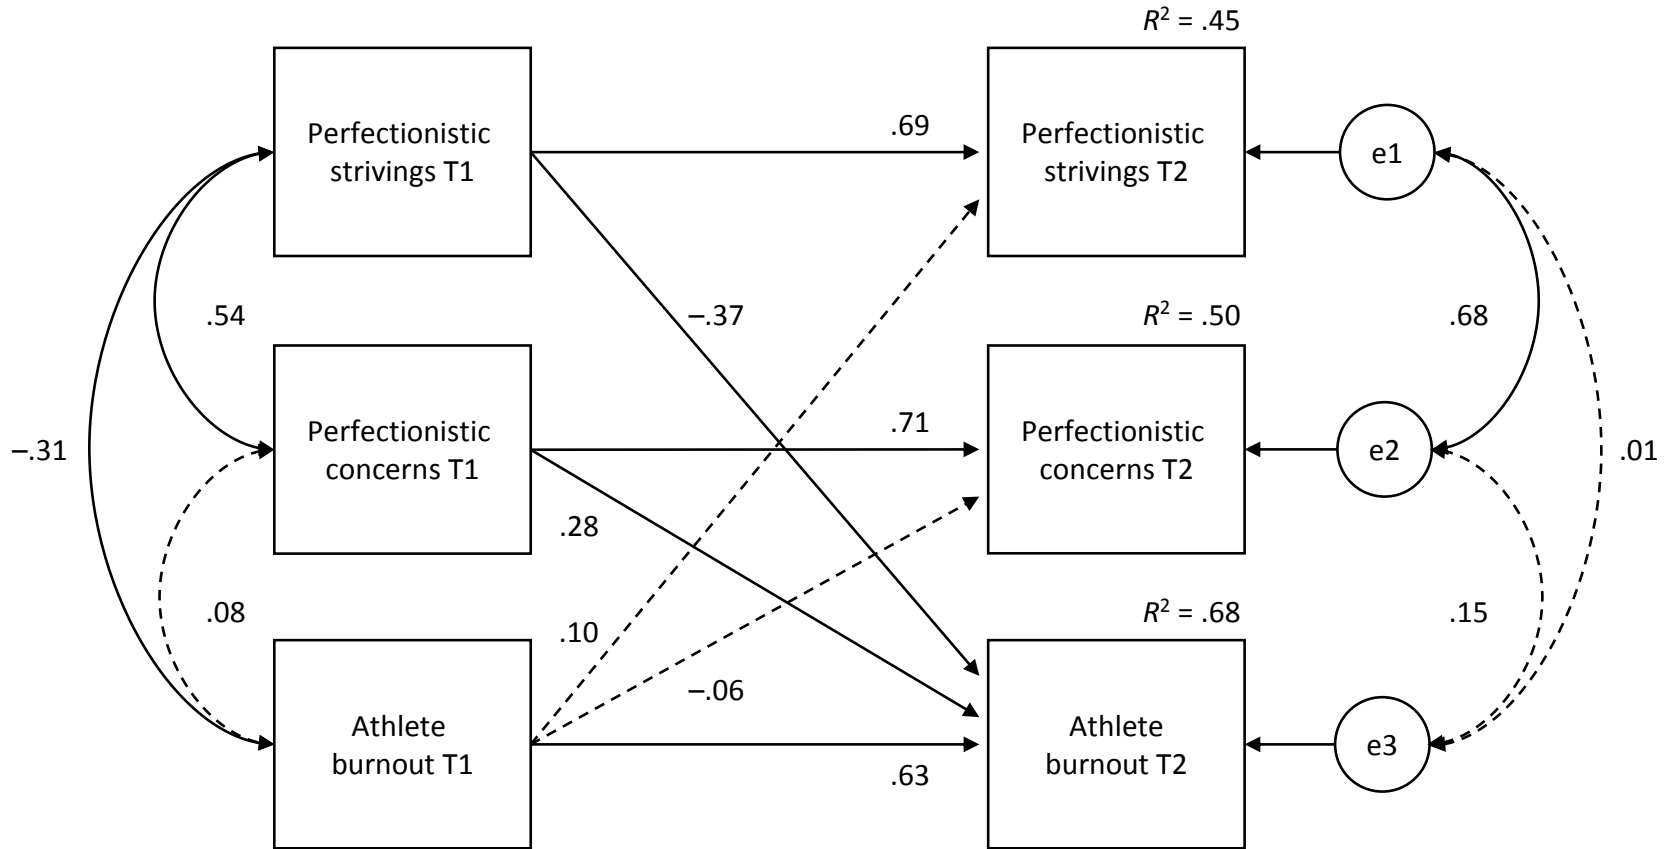 R² = .45
Perfectionistic
strivings T1
.69
Perfectionistic
strivings T2
e1
.54
–.37
R² = .50
.68
–.31
Perfectionistic
concerns T1
.71
Perfectionistic
concerns T2
e2
.01
.28
.08
.10
R² = .68
.15
–.06
Athlete
burnout T1
.63
Athlete
burnout T2
e3